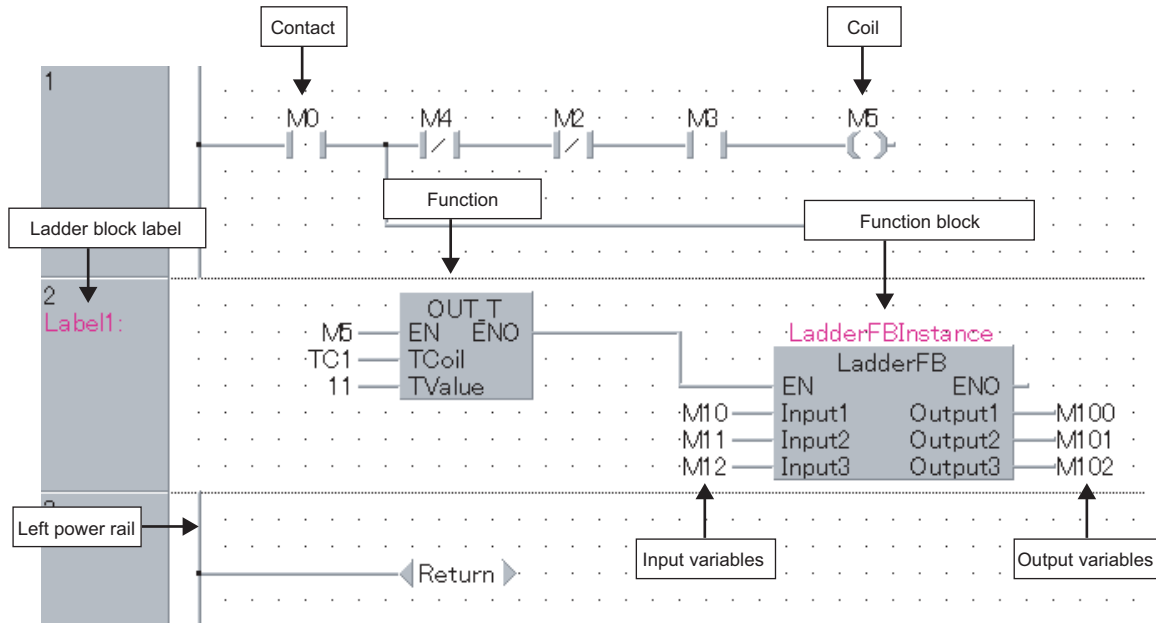 Contact
Coil
1
M0
M4
M2
M3
M5
Function
Function block
Ladder block label
2
Label1:
OUT_T
M5
EN
ENO
TC1
TCoil
11
TValue
LadderFBInstance
LadderFB
EN
ENO
M10
Input1
Output1
M100
M11
Input2
Output2
M101
M12
Input3
Output3
M102
Left power rail
Input variables
Output variables
Return